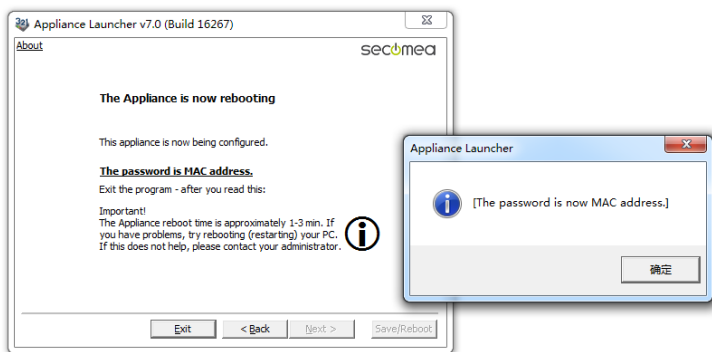 Appliance Launcher v7.0 (Build 16267)
About
secomea
The Appliance is now rebooting
This appliance is now being configured.
The password is MAC address.
Exit the program - after you read this:
Important!
The Appliance reboot time is approximately 1-3 min. If
you have problems, try rebooting (restarting) your PC.
If this does not help, please contact your administrator.
Exit
< Back
Next >
Save/Reboot
Appliance Launcher
[The password is now MAC address.]
确定